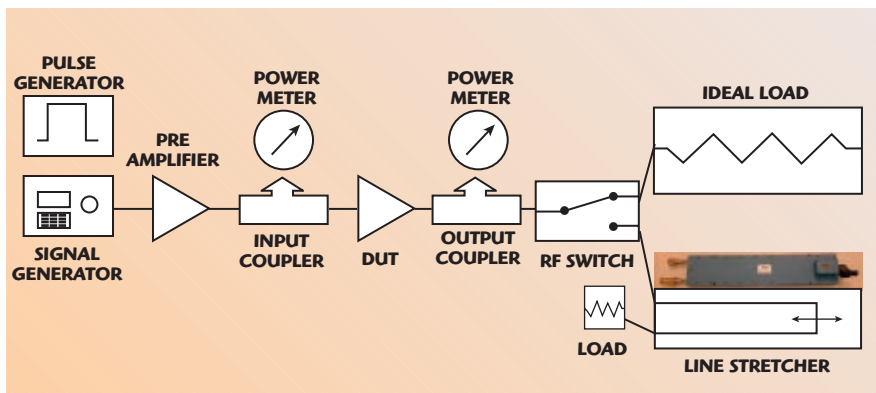 PULSE
GENERATOR
POWER
METER
POWER
METER
IDEAL LOAD
PRE
AMPLIFIER
SIGNAL
GENERATOR
INPUT
COUPLER
DUT
OUTPUT
COUPLER
RF SWITCH
LOAD
LINE STRETCHER